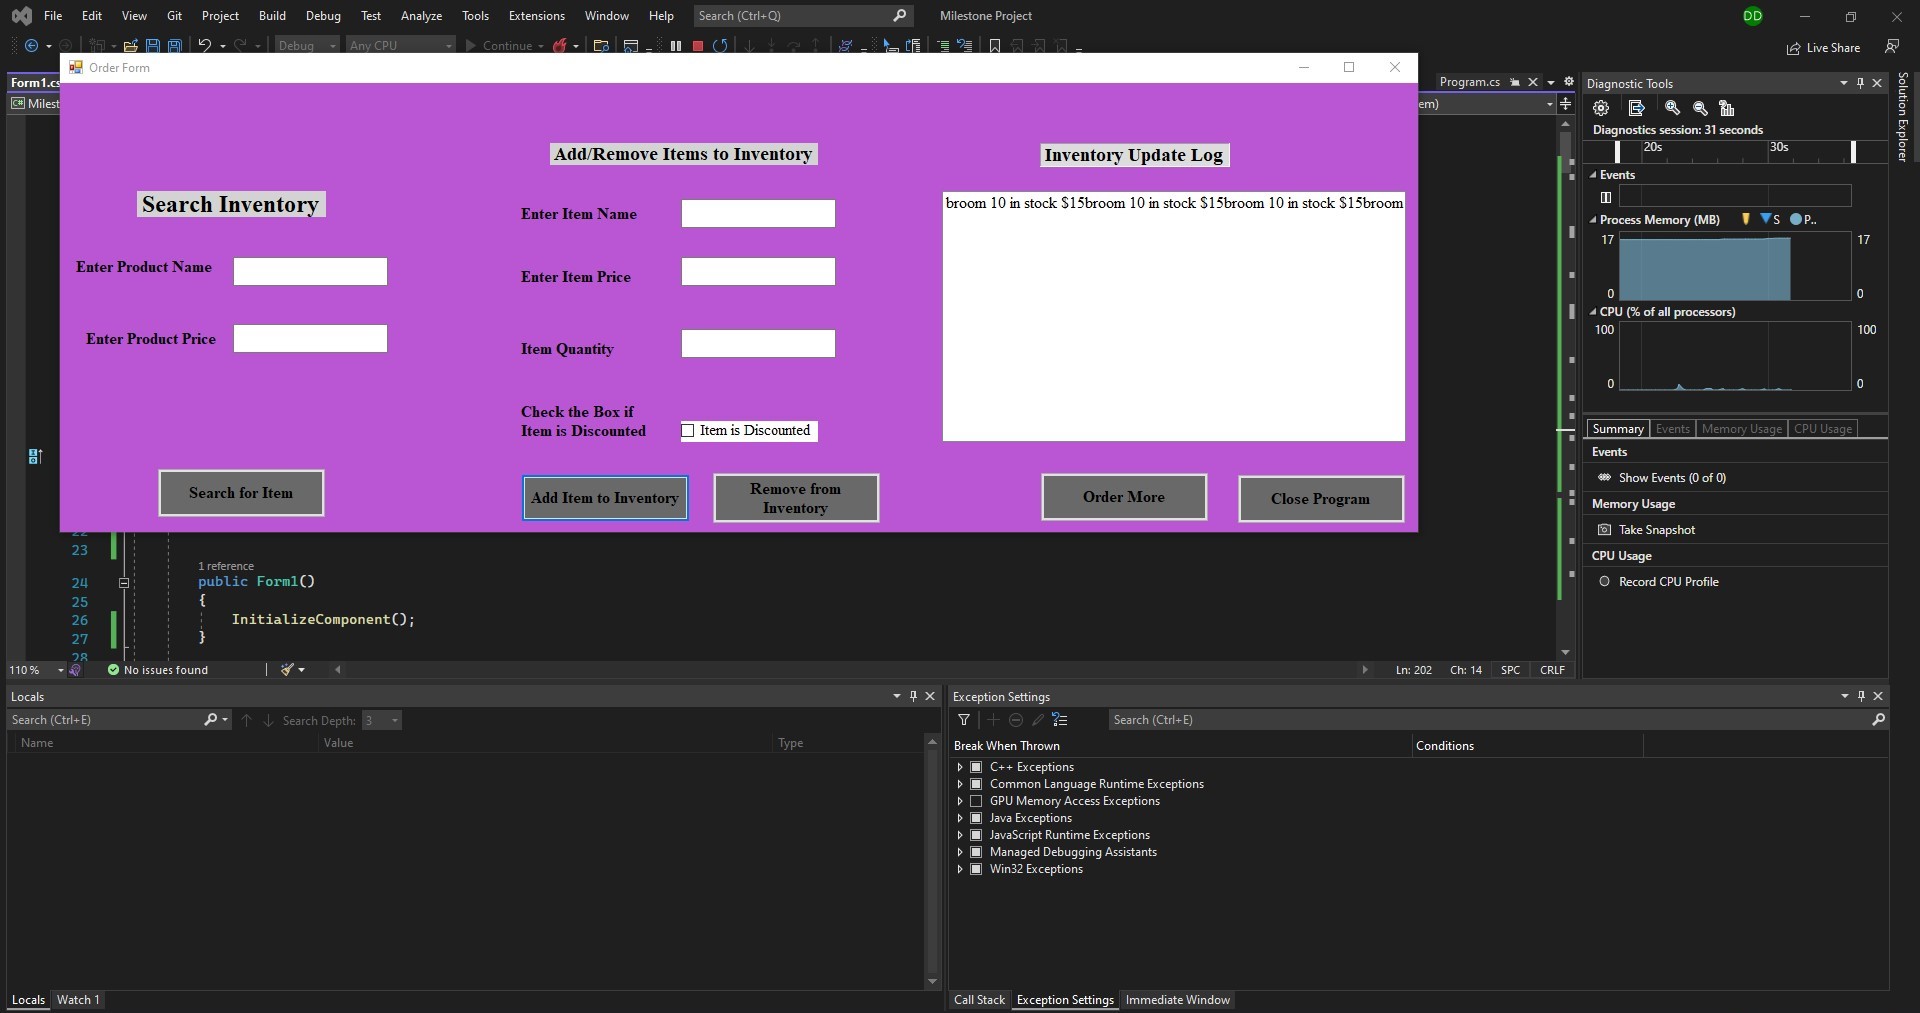 File Edit View Git Project Build Debug Test Analyze Tools Extensions Window Help Search (Ctrl+Q) Milestone Project DD
Debug Any CPU Continue Live Share
Order Form
Form1.cs
Program.cs
Milest
em)
Search Inventory
Enter Product Name
Enter Product Price
Search for Item
Add/Remove Items to Inventory
Enter Item Name
Enter Item Price
Item Quantity
Check the Box if
Item is Discounted
Item is Discounted
Add Item to Inventory
Remove from
Inventory
Inventory Update Log
broom 10 in stock $15broom 10 in stock $15broom 10 in stock $15broom
Order More
Close Program
22
23
1 reference
24 public Form1()
25 {
26 InitializeComponent();
27 }
28
110 % No issues found Ln: 202 Ch: 14 SPC CRLF
Diagnostic Tools
Diagnostics session: 31 seconds
20s 30s
Events
Process Memory (MB) S P..
17 17
0 0
CPU (% of all processors)
100 100
0 0
Summary Events Memory Usage CPU Usage
Events
Show Events (0 of 0)
Memory Usage
Take Snapshot
CPU Usage
Record CPU Profile
Solution Explorer
Locals
Search (Ctrl+E) Search Depth: 3
Name Value Type
Locals Watch 1
Exception Settings
Search (Ctrl+E)
Break When Thrown Conditions
C++ Exceptions
Common Language Runtime Exceptions
GPU Memory Access Exceptions
Java Exceptions
JavaScript Runtime Exceptions
Managed Debugging Assistants
Win32 Exceptions
Call Stack Exception Settings Immediate Window